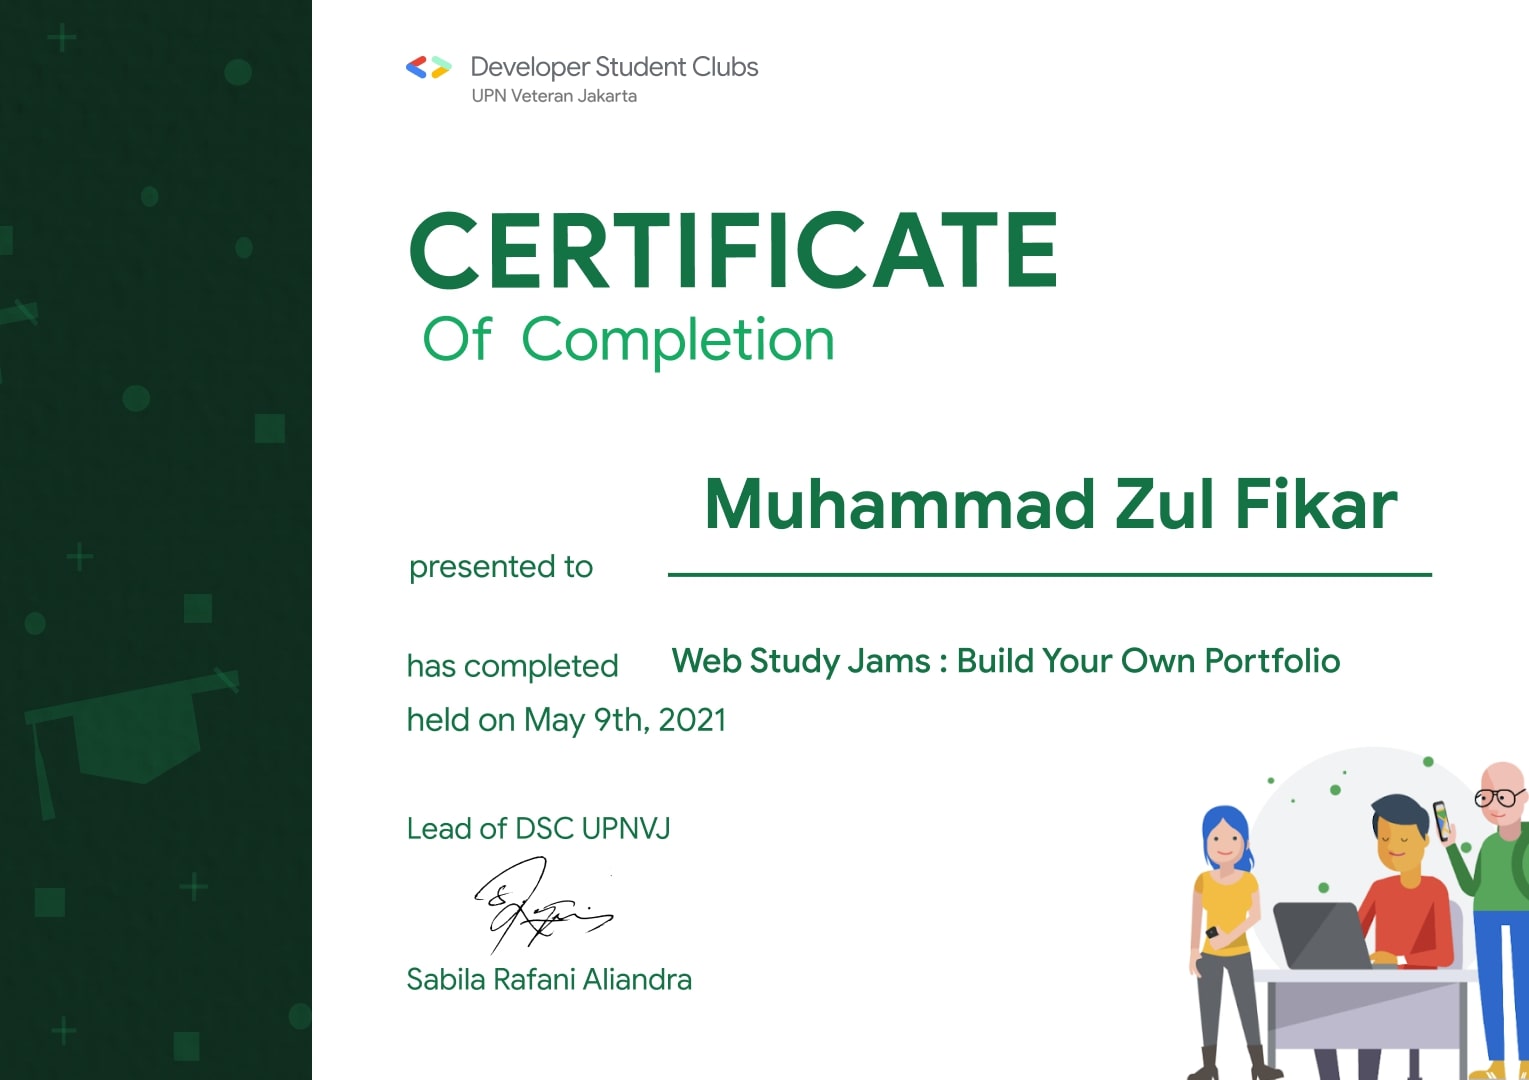 Developer Student Clubs
UPN Veteran Jakarta
CERTIFICATE
Of Completion
Muhammad Zul Fikar
presented to
has completed Web Study Jams : Build Your Own Portfolio
held on May 9th, 2021
Lead of DSC UPNVJ
Sabila Rafani Aliandra